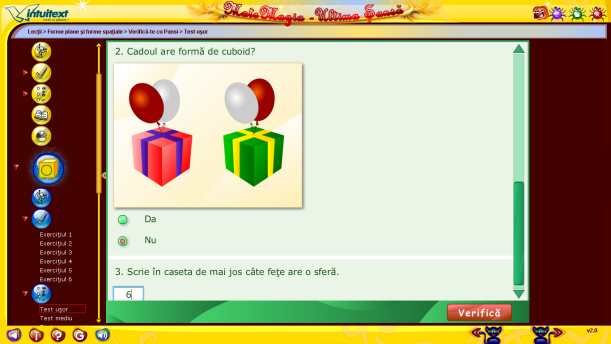 intuitext
MateMagia - Ultima Şansă
Lecţii > Forme plane şi forme spaţiale > Verifică-te cu Pansi > Test uşor
2. Cadoul are formă de cuboid?
Da
Nu
3. Scrie în caseta de mai jos câte feţe are o sferă.
6
Exerciţiul 1
Exerciţiul 2
Exerciţiul 3
Exerciţiul 4
Exerciţiul 5
Exerciţiul 6
Test uşor
Test mediu
Verifică
v2.0